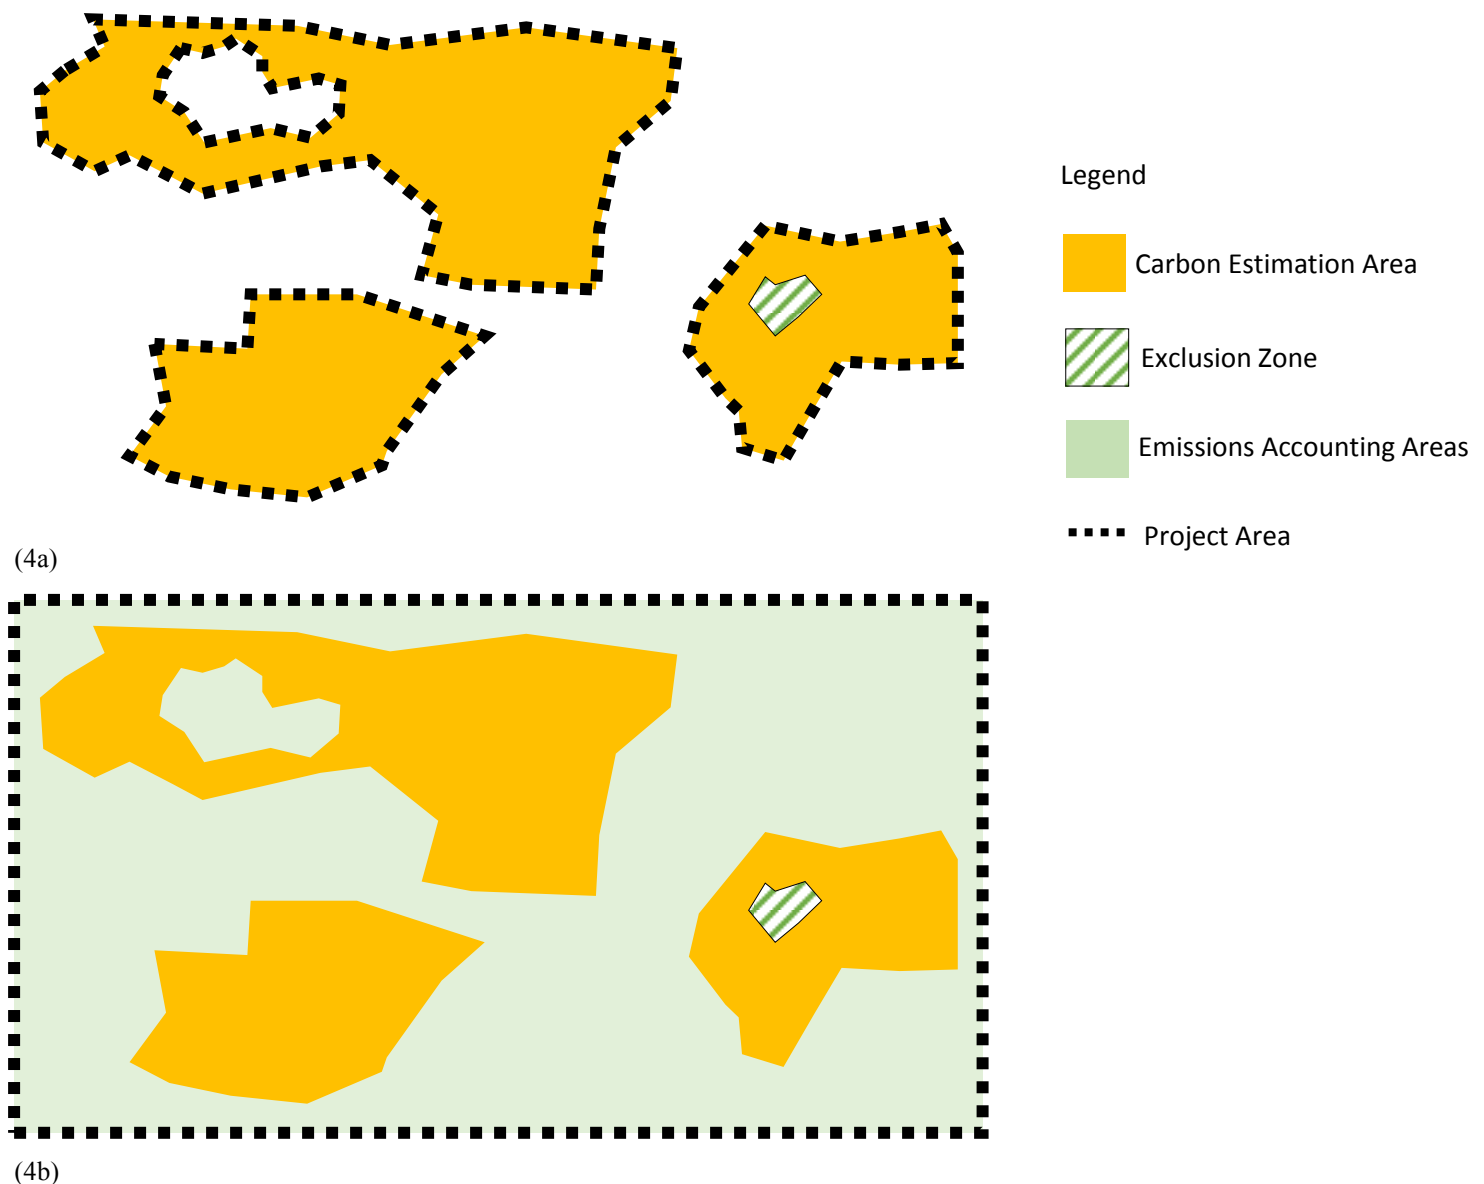 Legend
Carbon Estimation Area
Exclusion Zone
Emissions Accounting Areas
Project Area
(4a)
(4b)